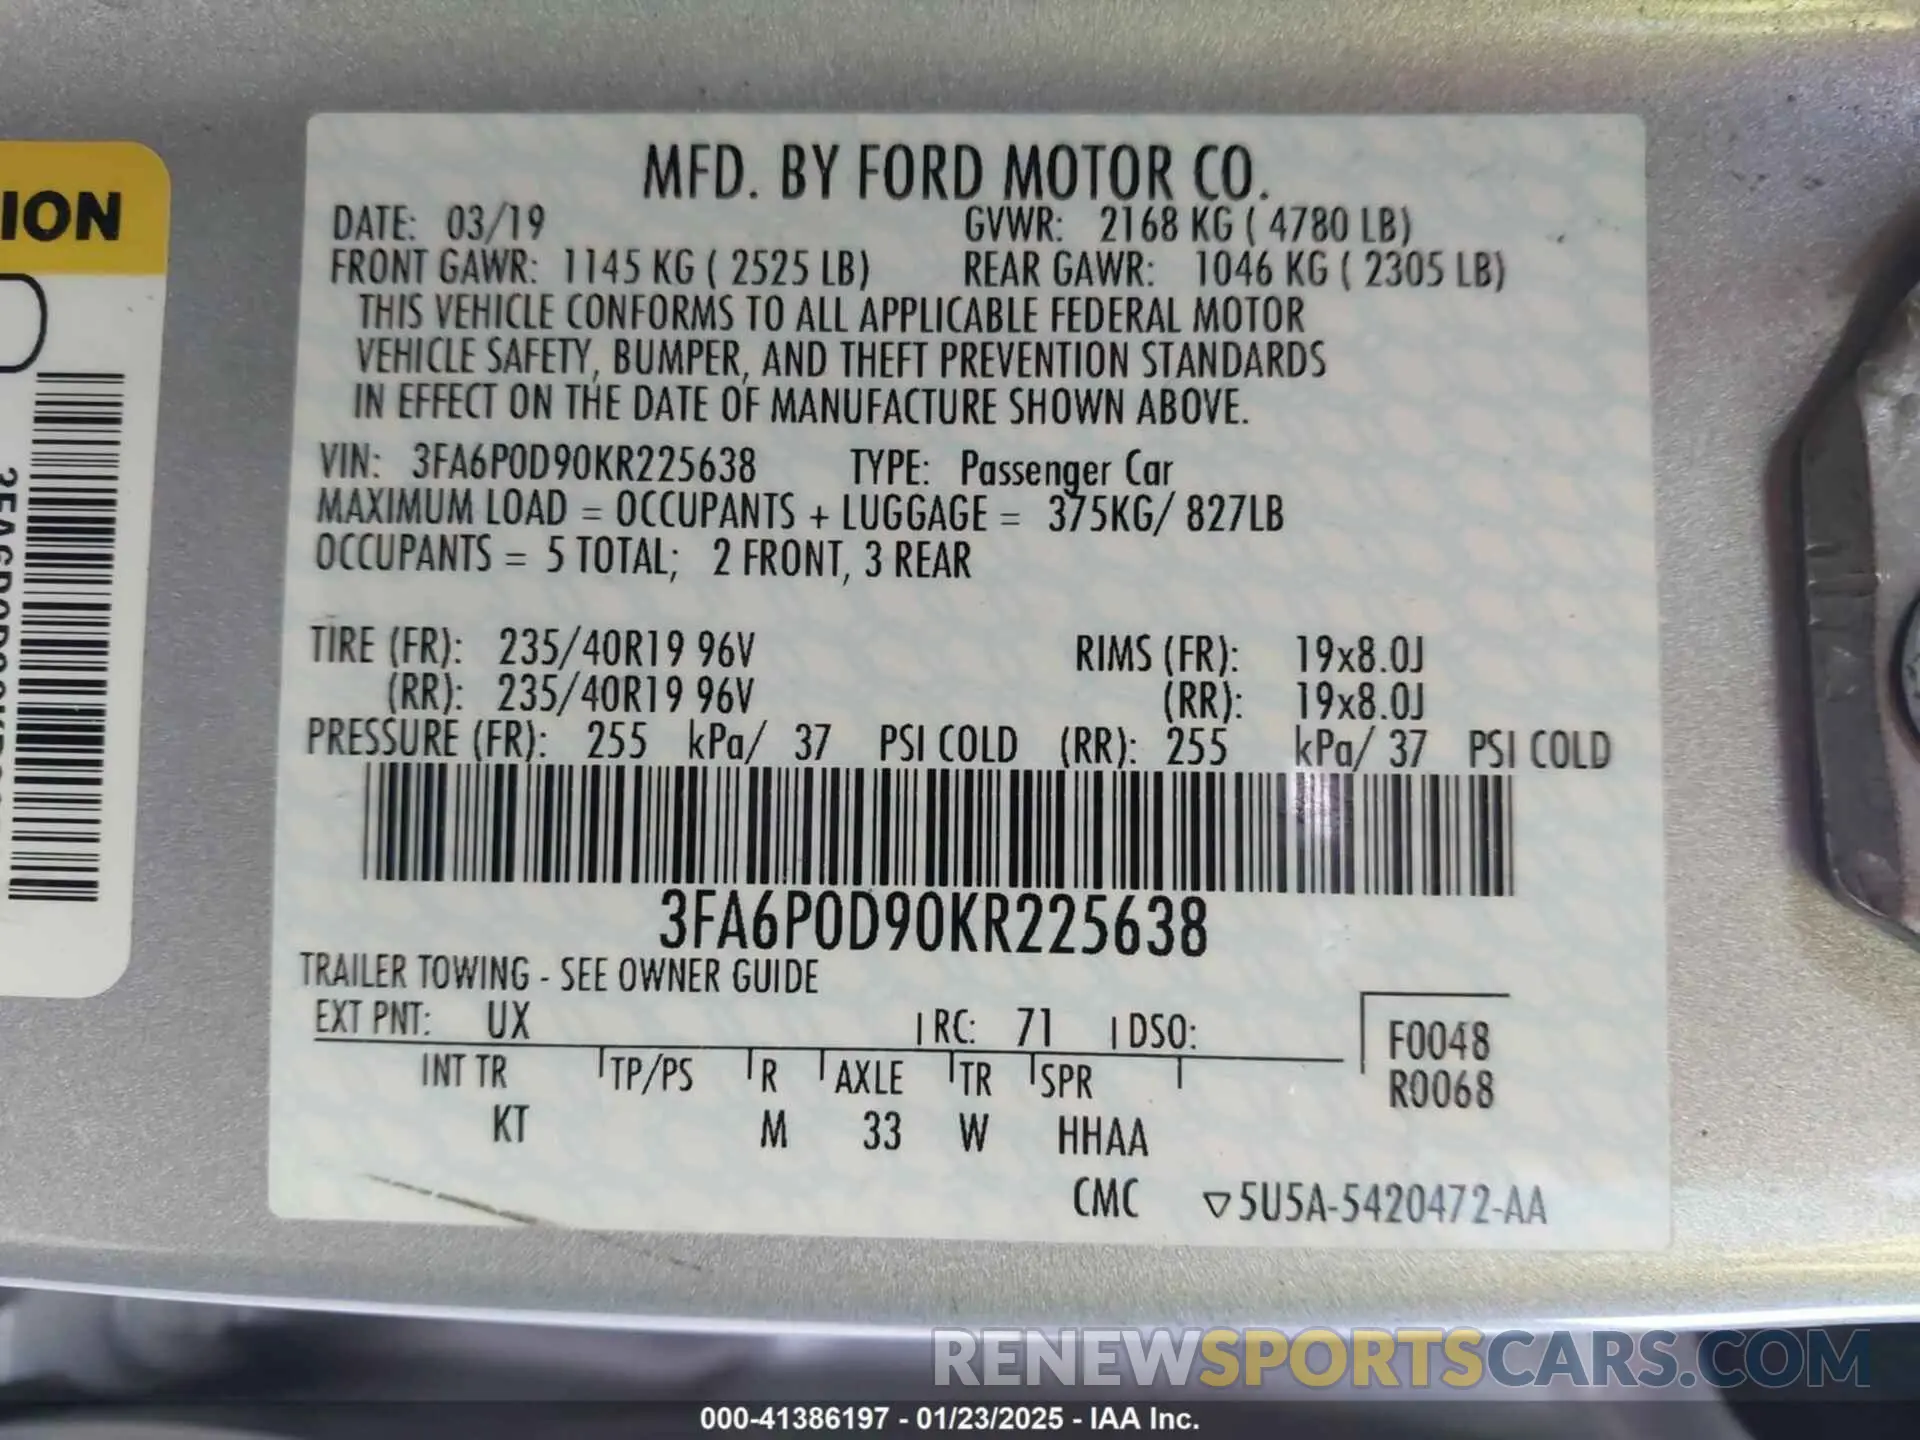 ION
MFD. BY FORD MOTOR CO.
DATE: 03/19 GVWR: 2168 KG ( 4780 LB)
FRONT GAWR: 1145 KG ( 2525 LB) REAR GAWR: 1046 KG ( 2305 LB)
THIS VEHICLE CONFORMS TO ALL APPLICABLE FEDERAL MOTOR
VEHICLE SAFETY, BUMPER, AND THEFT PREVENTION STANDARDS
IN EFFECT ON THE DATE OF MANUFACTURE SHOWN ABOVE.
VIN: 3FA6P0D90KR225638 TYPE: Passenger Car
MAXIMUM LOAD = OCCUPANTS + LUGGAGE = 375KG/ 827LB
OCCUPANTS = 5 TOTAL; 2 FRONT, 3 REAR
TIRE (FR): 235/40R19 96V RIMS (FR): 19x8.0J
(RR): 235/40R19 96V (RR): 19x8.0J
PRESSURE (FR): 255 kPa/ 37 PSI COLD (RR): 255 kPa/ 37 PSI COLD
3FA6P0D90KR225638
TRAILER TOWING - SEE OWNER GUIDE
EXT PNT: UX RC: 71 DSO: F0048
INT TR TP/PS R AXLE TR SPR R0068
KT M 33 W HHAA
CMC ▽5U5A-5420472-AA
RENEWSPORTSCARS.COM
000-41386197 - 01/23/2025 - IAA Inc.